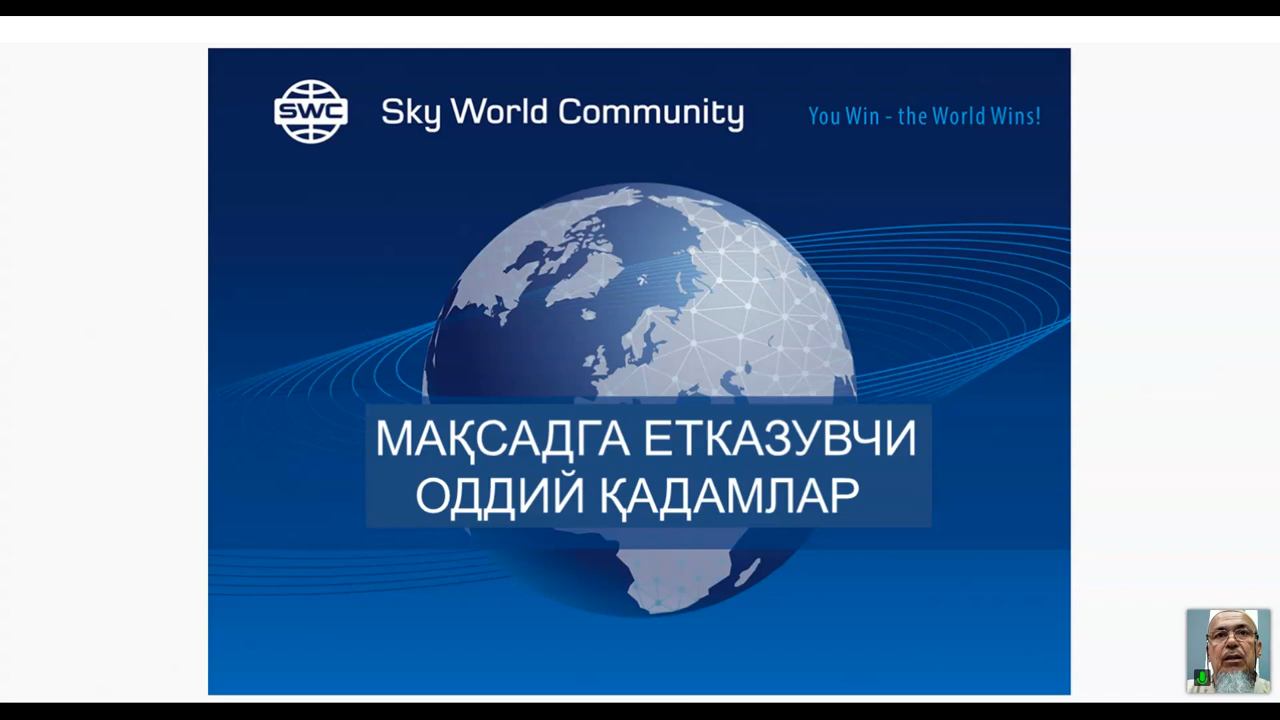 SWC
Sky World Community
You Win - the World Wins!
МАҚСАДГА ЕТКАЗУВЧИ
ОДДИЙ ҚАДАМЛАР